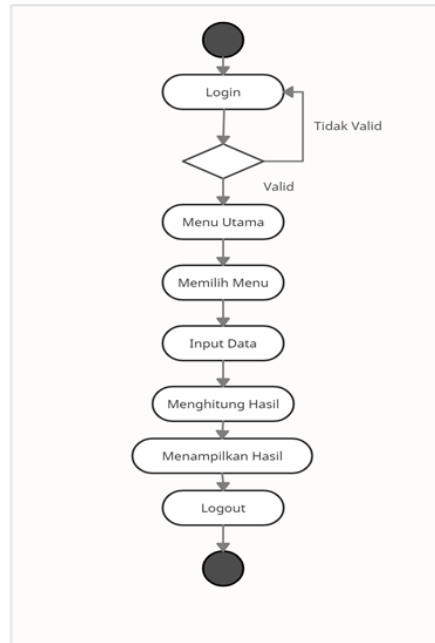 Login
Tidak Valid
Valid
Menu Utama
Memilih Menu
Input Data
Menghitung Hasil
Menampilkan Hasil
Logout